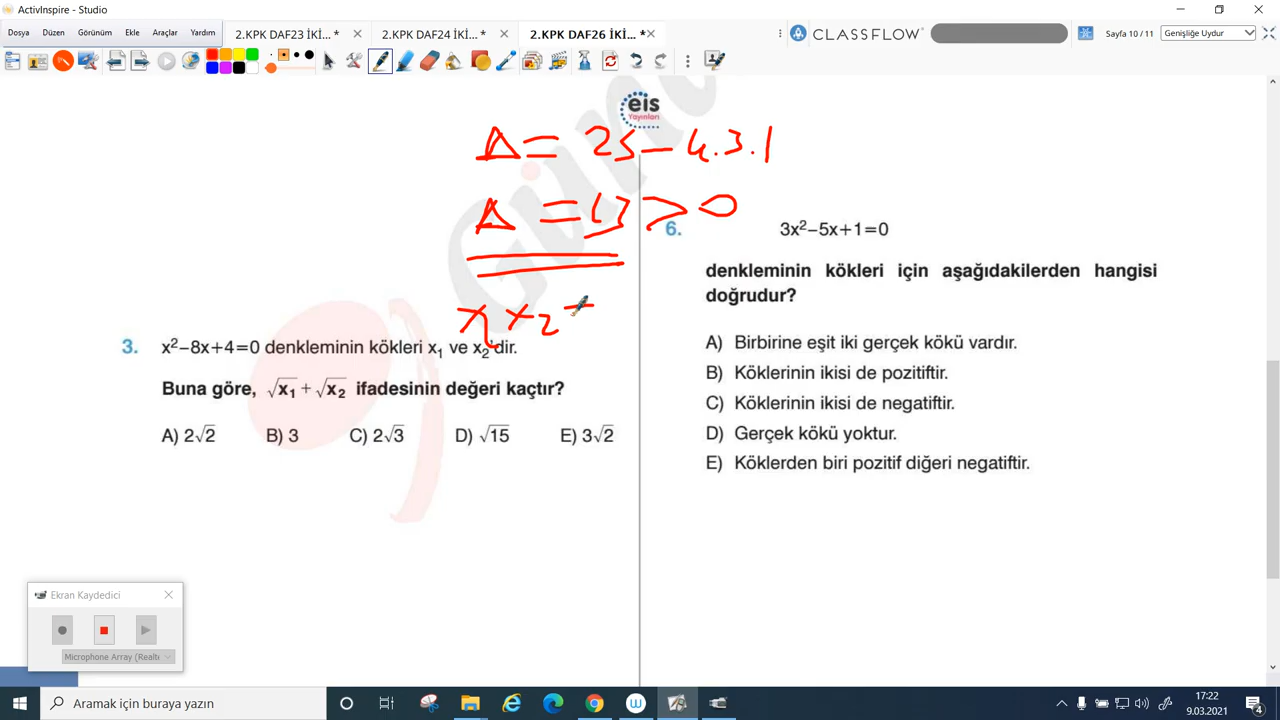 ActivInspire - Studio
Dosya Düzen Görünüm Ekle Araçlar Yardım
2.KPK DAF23 İKİ... *
2.KPK DAF24 İKİ... *
2.KPK DAF26 İKİ... *
CLASSFLOW
Sayfa 10 / 11
Genişliğe Uydur
eis
Yayınları
Δ = 25 - 4.3.1
Δ = 13 > 0
x₁ x₂
3. x²−8x+4=0 denkleminin kökleri x₁ ve x₂'dir.
Buna göre, √x₁ + √x₂ ifadesinin değeri kaçtır?
A) 2√2 B) 3 C) 2√3 D) √15 E) 3√2
6. 3x²−5x+1=0
denkleminin kökleri için aşağıdakilerden hangisi
doğrudur?
A) Birbirine eşit iki gerçek kökü vardır.
B) Köklerinin ikisi de pozitiftir.
C) Köklerinin ikisi de negatiftir.
D) Gerçek kökü yoktur.
E) Köklerden biri pozitif diğeri negatiftir.
Ekran Kaydedici
Microphone Array (Realt
Aramak için buraya yazın
17:22
9.03.2021
4